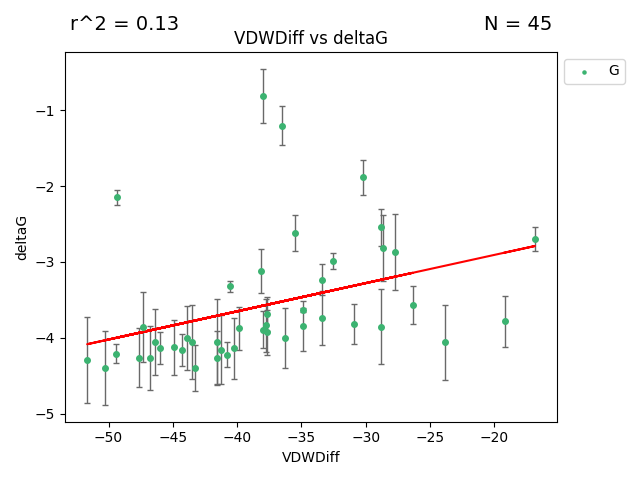 r^2 = 0.13
N = 45
VDWDiff vs deltaG
G
−1
−2
−3
−4
−5
deltaG
−50
−45
−40
−35
−30
−25
−20
VDWDiff